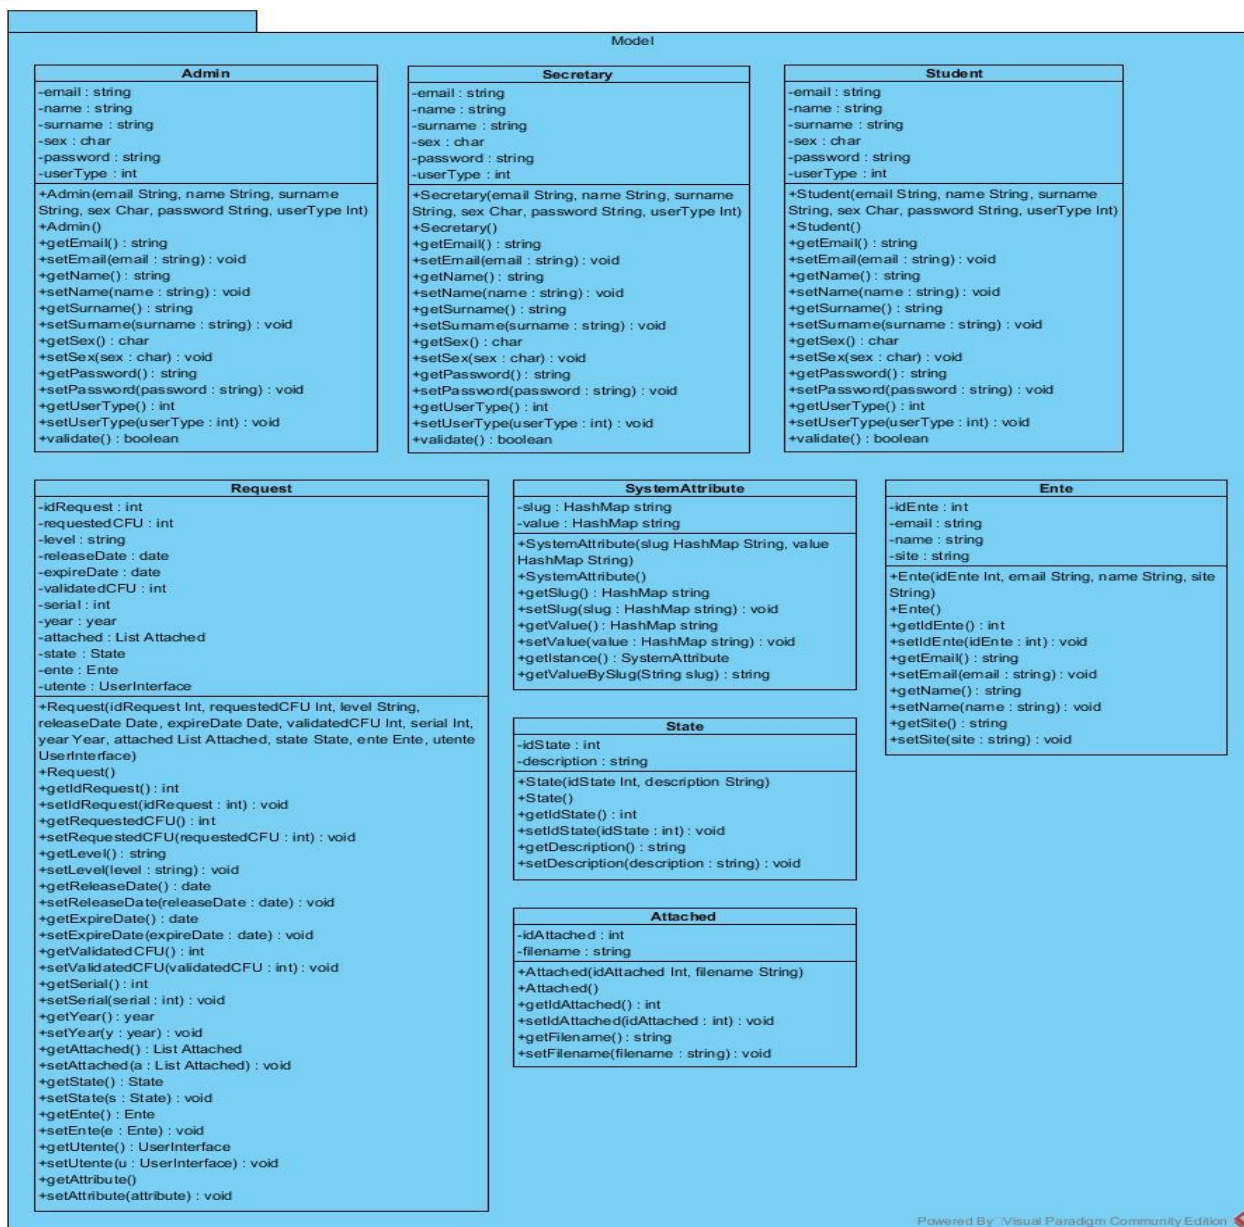 Model
Admin
-email : string
-name : string
-surname : string
-sex : char
-password : string
-userType : int
+Admin(email String, name String, surname
String, sex Char, password String, userType Int)
+Admin()
+getEmail() : string
+setEmail(email : string) : void
+getName() : string
+setName(name : string) : void
+getSurname() : string
+setSurname(surname : string) : void
+getSex() : char
+setSex(sex : char) : void
+getPassword() : string
+setPassword(password : string) : void
+getUserType() : int
+setUserType(userType : int) : void
+validate() : boolean
Secretary
-email : string
-name : string
-surname : string
-sex : char
-password : string
-userType : int
+Secretary(email String, name String, surname
String, sex Char, password String, userType Int)
+Secretary()
+getEmail() : string
+setEmail(email : string) : void
+getName() : string
+setName(name : string) : void
+getSurname() : string
+setSurname(surname : string) : void
+getSex() : char
+setSex(sex : char) : void
+getPassword() : string
+setPassword(password : string) : void
+getUserType() : int
+setUserType(userType : int) : void
+validate() : boolean
Student
-email : string
-name : string
-surname : string
-sex : char
-password : string
-userType : int
+Student(email String, name String, surname
String, sex Char, password String, userType Int)
+Student()
+getEmail() : string
+setEmail(email : string) : void
+getName() : string
+setName(name : string) : void
+getSurname() : string
+setSurname(surname : string) : void
+getSex() : char
+setSex(sex : char) : void
+getPassword() : string
+setPassword(password : string) : void
+getUserType() : int
+setUserType(userType : int) : void
+validate() : boolean
Request
-idRequest : int
-requestedCFU : int
-level : string
-releaseDate : date
-expireDate : date
-validatedCFU : int
-serial : int
-year : year
-attached : List Attached
-state : State
-ente : Ente
-utente : UserInterface
+Request(idRequest Int, requestedCFU Int, level String,
releaseDate Date, expireDate Date, validatedCFU Int, serial Int,
year Year, attached List Attached, state State, ente Ente, utente
UserInterface)
+Request()
+getIdRequest() : int
+setIdRequest(idRequest : int) : void
+getRequestedCFU() : int
+setRequestedCFU(requestedCFU : int) : void
+getLevel() : string
+setLevel(level : string) : void
+getReleaseDate() : date
+setReleaseDate(releaseDate : date) : void
+getExpireDate() : date
+setExpireDate(expireDate : date) : void
+getValidatedCFU() : int
+setValidatedCFU(validatedCFU : int) : void
+getSerial() : int
+setSerial(serial : int) : void
+getYear() : year
+setYear(y : year) : void
+getAttached() : List Attached
+setAttached(a : List Attached) : void
+getState() : State
+setState(s : State) : void
+getEnte() : Ente
+setEnte(e : Ente) : void
+getUtente() : UserInterface
+setUtente(u : UserInterface) : void
+getAttribute()
+setAttribute(attribute) : void
SystemAttribute
-slug : HashMap string
-value : HashMap string
+SystemAttribute(slug HashMap String, value
HashMap String)
+SystemAttribute()
+getSlug() : HashMap string
+setSlug(slug : HashMap string) : void
+getValue() : HashMap string
+setValue(value : HashMap string) : void
+getIstance() : SystemAttribute
+getValueBySlug(String slug) : string
State
-idState : int
-description : string
+State(idState Int, description String)
+State()
+getIdState() : int
+setIdState(idState : int) : void
+getDescription() : string
+setDescription(description : string) : void
Attached
-idAttached : int
-filename : string
+Attached(idAttached Int, filename String)
+Attached()
+getIdAttached() : int
+setIdAttached(idAttached : int) : void
+getFilename() : string
+setFilename(filename : string) : void
Ente
-idEnte : int
-email : string
-name : string
-site : string
+Ente(idEnte Int, email String, name String, site
String)
+Ente()
+getIdEnte() : int
+setIdEnte(idEnte : int) : void
+getEmail() : string
+setEmail(email : string) : void
+getName() : string
+setName(name : string) : void
+getSite() : string
+setSite(site : string) : void
Powered By Visual Paradigm Community Edition